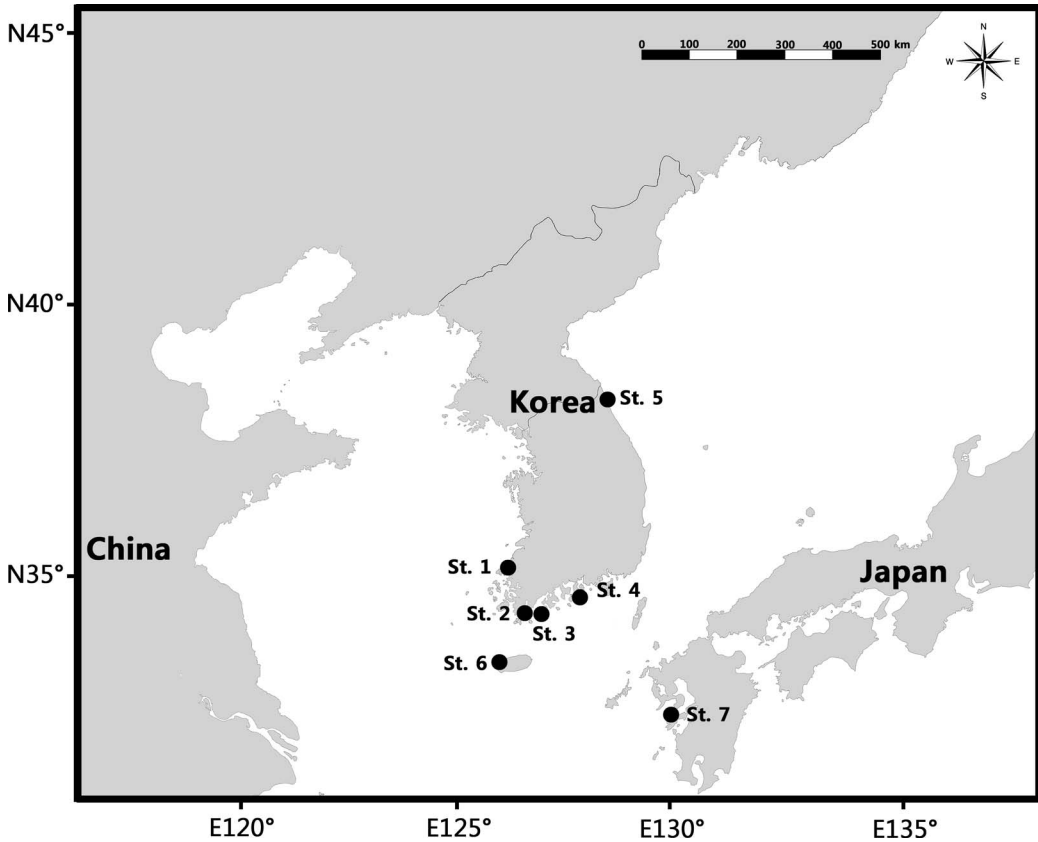 N45°
0 100 200 300 400 500 km
N
W E
S
N40°
Korea
St. 5
China
St. 1
N35°
Japan
St. 4
St. 2
St. 3
St. 6
St. 7
E120° E125° E130° E135°